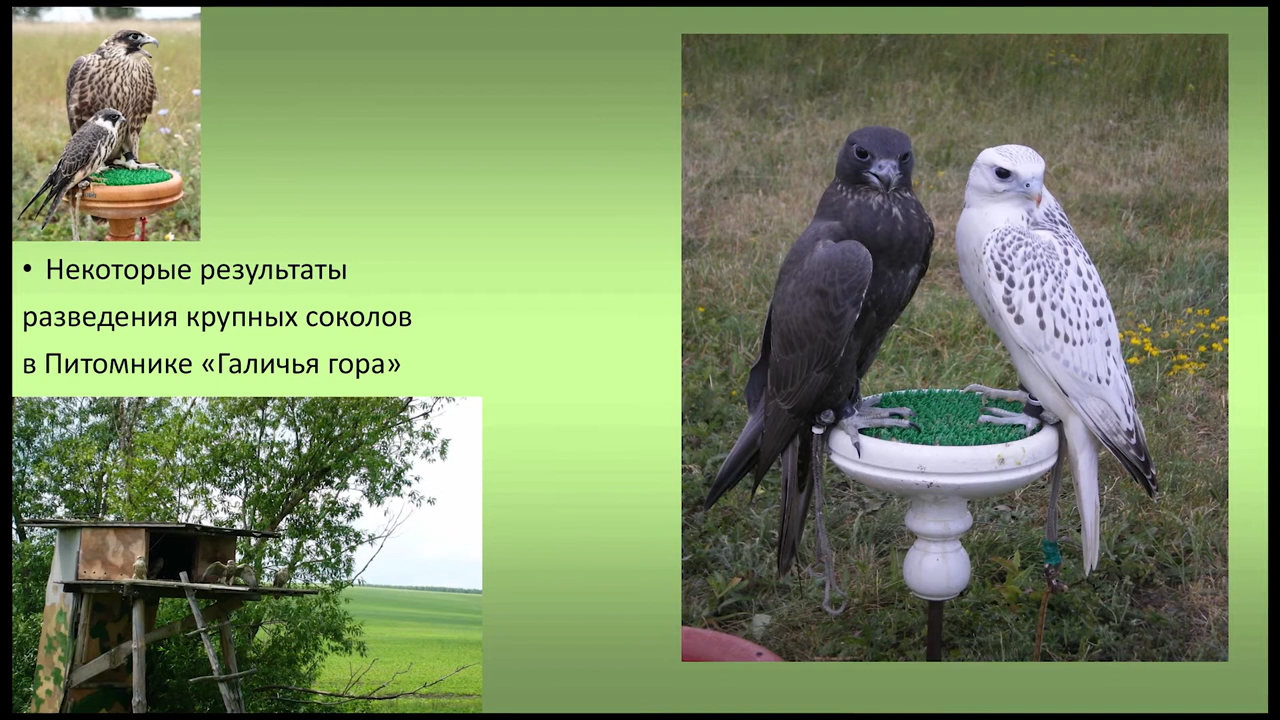 • Некоторые результаты
разведения крупных соколов
в Питомнике «Галичья гора»